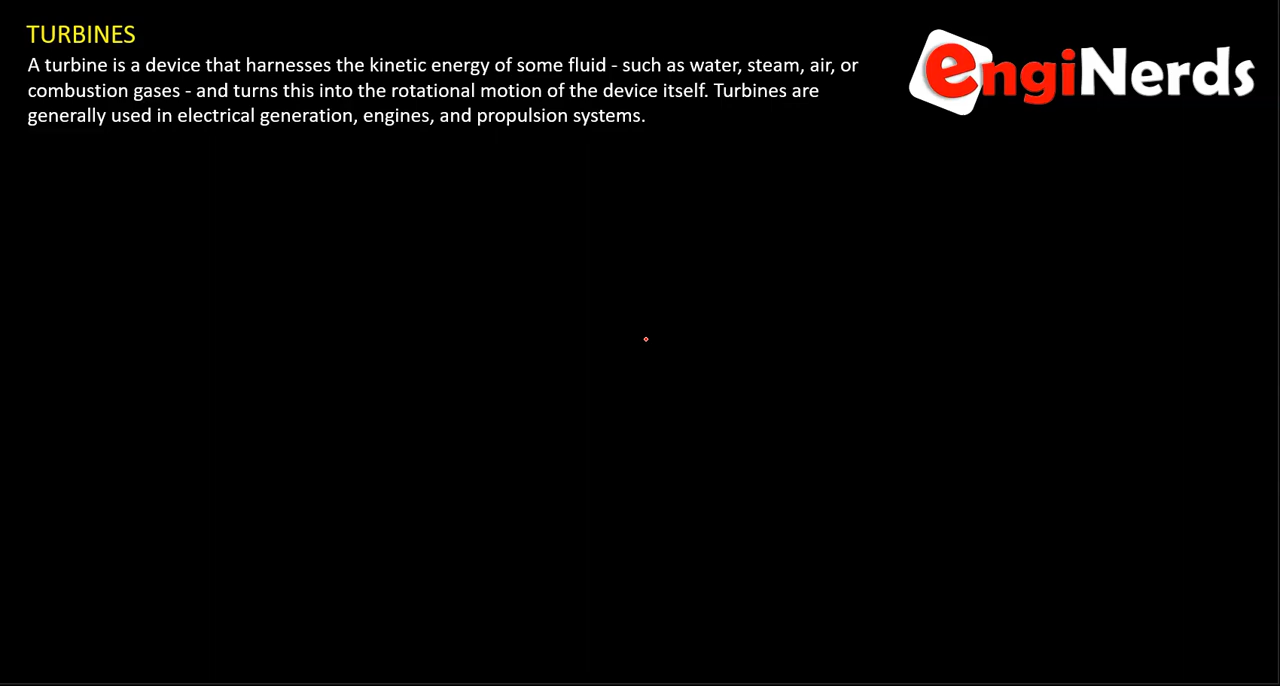 TURBINES
A turbine is a device that harnesses the kinetic energy of some fluid - such as water, steam, air, or
combustion gases - and turns this into the rotational motion of the device itself. Turbines are
generally used in electrical generation, engines, and propulsion systems.
engiNerds